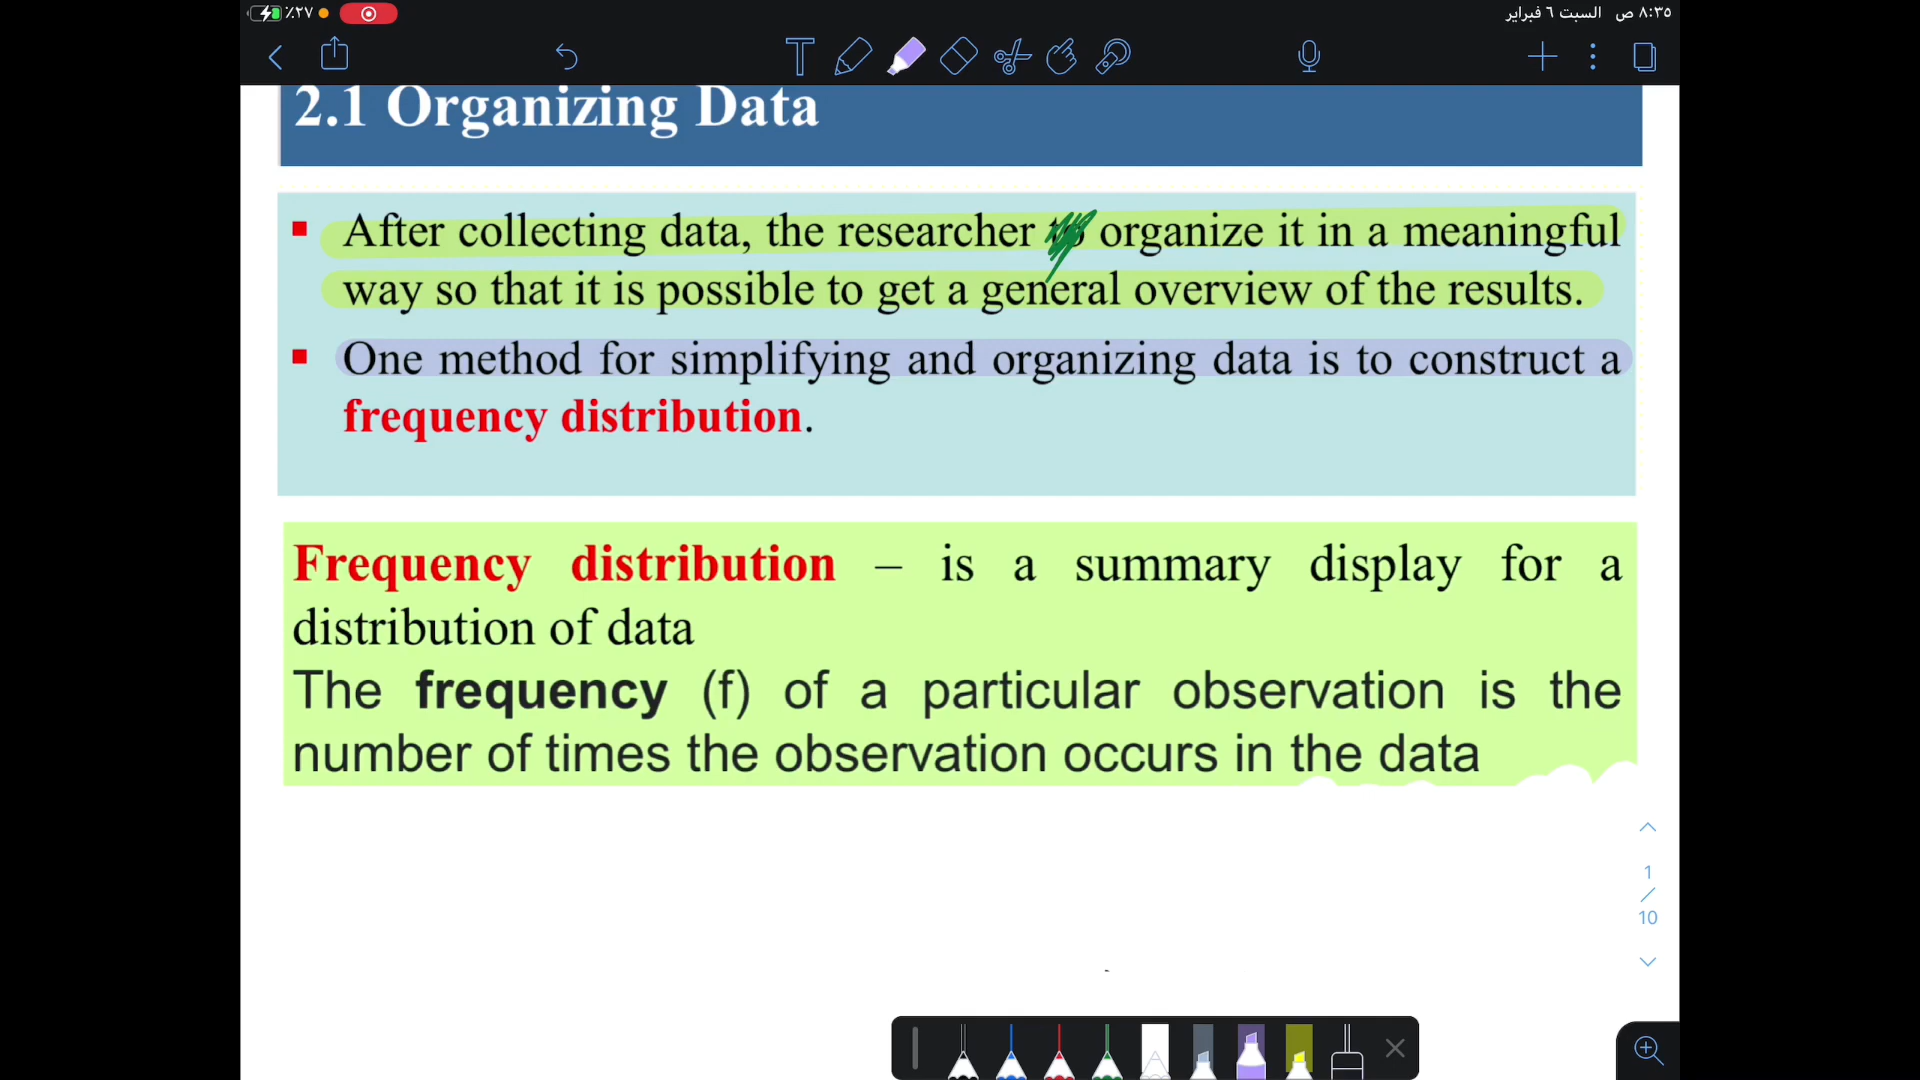 ٪٢٧
السبت ٦ فبراير ٨:٣٥ ص
2.1 Organizing Data
After collecting data, the researcher to organize it in a meaningful
way so that it is possible to get a general overview of the results.
One method for simplifying and organizing data is to construct a
frequency distribution.
Frequency distribution – is a summary display for a
distribution of data
The frequency (f) of a particular observation is the
number of times the observation occurs in the data
1
/
10